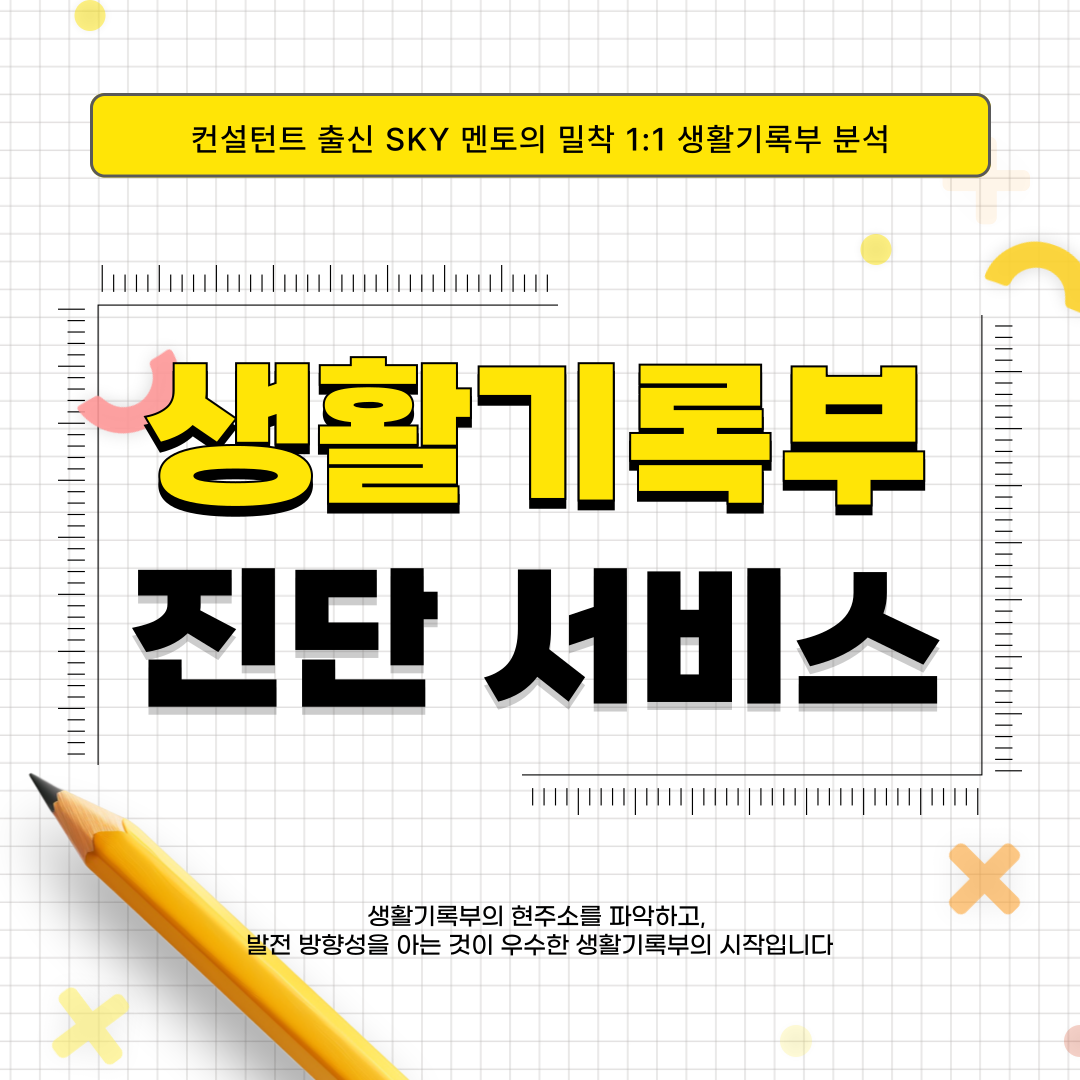 컨설턴트 출신 SKY 멘토의 밀착 1:1 생활기록부 분석
생활기록부
진단 서비스
생활기록부의 현주소를 파악하고,
발전 방향성을 아는 것이 우수한 생활기록부의 시작입니다